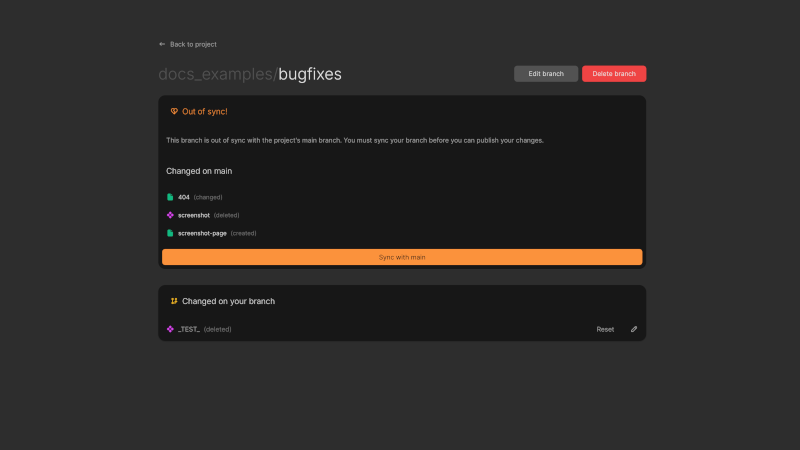 Back to project
docs_examples/bugfixes
Edit branch
Delete branch
Out of sync!
This branch is out of sync with the project's main branch. You must sync your branch before you can publish your changes.
Changed on main
404 (changed)
screenshot (deleted)
screenshot-page (created)
Sync with main
Changed on your branch
_TEST_ (deleted)
Reset